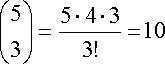 (5 3) = 5·4·3 / 3! = 10